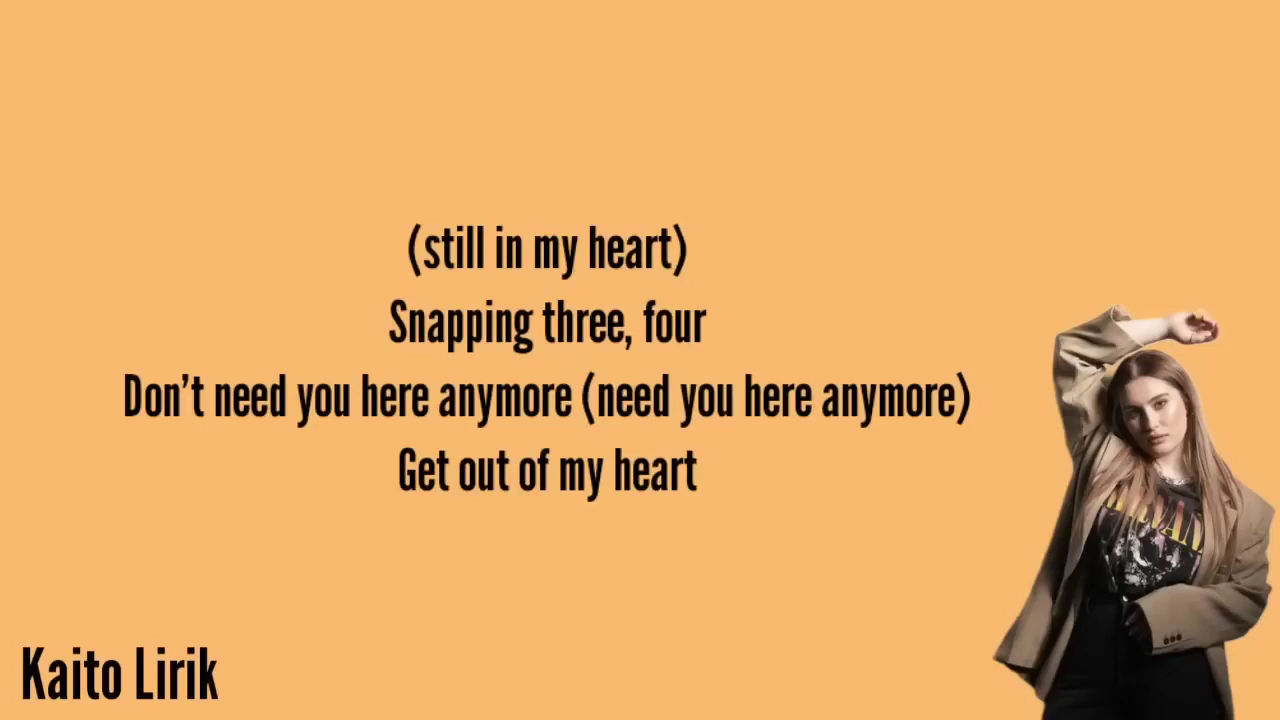 (still in my heart)
Snapping three, four
Don’t need you here anymore (need you here anymore)
Get out of my heart
Kaito Lirik